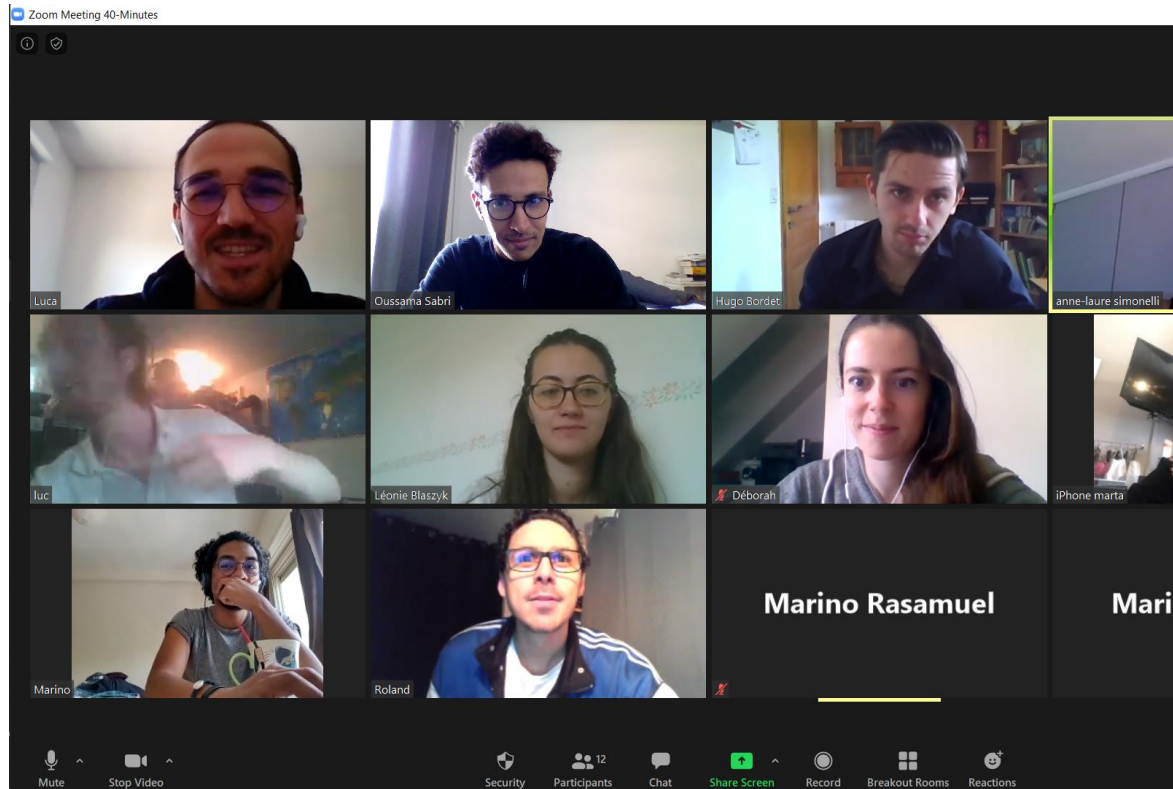 Zoom Meeting 40-Minutes
Luca
Oussama Sabri
Hugo Bordet
anne-laure simonelli
luc
Léonie Blaszyk
Déborah
iPhone marta
Marino
Roland
Marino Rasamuel
Mari
Mute
Stop Video
Security
Participants
12
Chat
Share Screen
Record
Breakout Rooms
Reactions